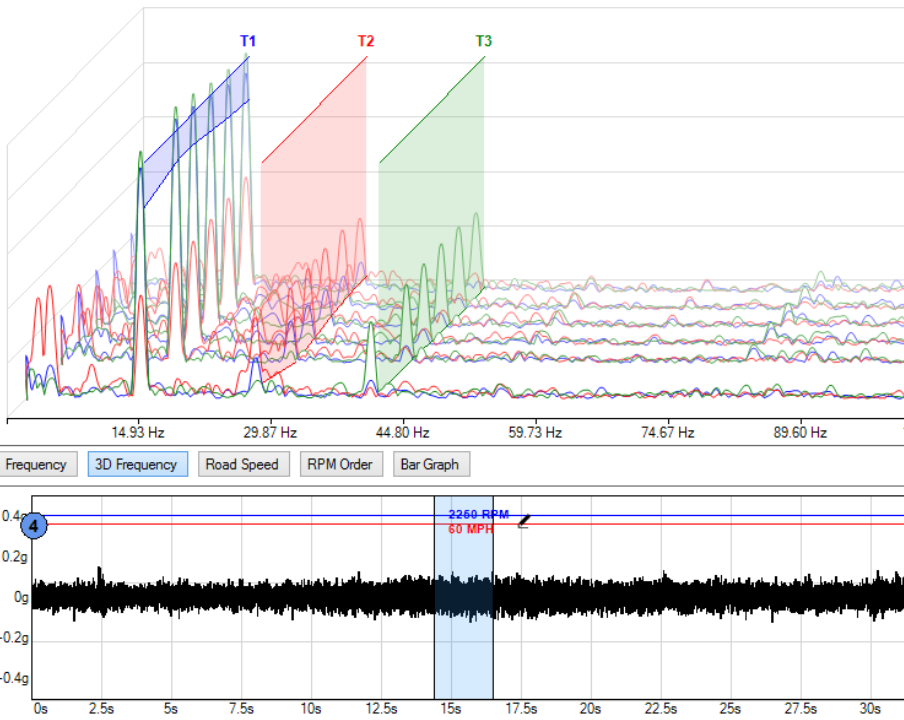 T1 T2 T3
14.93 Hz 29.87 Hz 44.80 Hz 59.73 Hz 74.67 Hz 89.60 Hz
Frequency 3D Frequency Road Speed RPM Order Bar Graph
0.4g
4
2250 RPM
60 MPH
0.2g
0g
-0.2g
-0.4g
0s 2.5s 5s 7.5s 10s 12.5s 15s 17.5s 20s 22.5s 25s 27.5s 30s